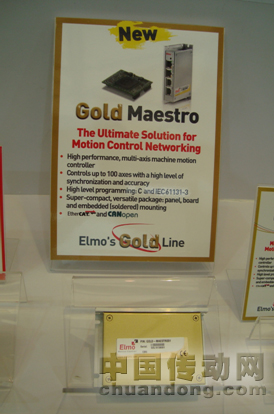 New
Gold Maestro
The Ultimate Solution for
Motion Control Networking
• High performance, multi-axis machine motion
controller
• Controls up to 100 axes with a high level of
synchronization and accuracy
• High level programming: C and IEC61131-3
• Super-compact, versatile package: panel, board
and embedded (soldered) mounting
• EtherCAT and CANopen
Elmo's Gold Line
Elmo
中国传动网
chuandong.com